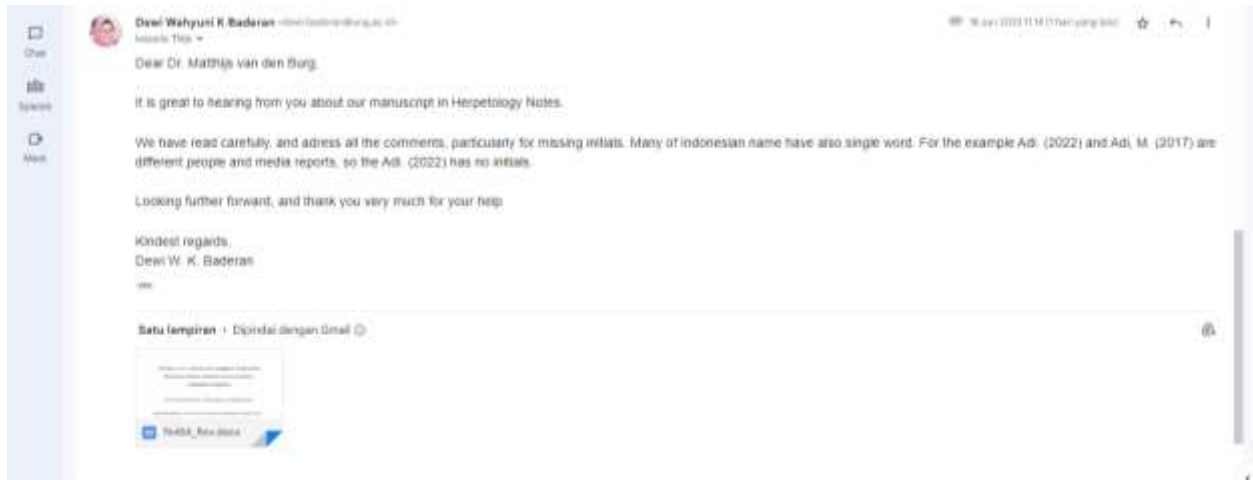 Chat
Dewi Wahyuni K Baderan
kepada Thijs
Dear Dr. Matthijs van den Burg,
It is great to hearing from you about our manuscript in Herpetology Notes.
We have read carefully, and adress all the comments, particularly for missing initials. Many of Indonesian name have also single word. For the example Adi. (2022) and Adi, M. (2017) are
different people and media reports, so the Adi. (2022) has no initials.
Looking further forward, and thank you very much for your help
Kindest regards,
Dewi W. K. Baderan
Satu lampiran • Dipindai dengan Gmail